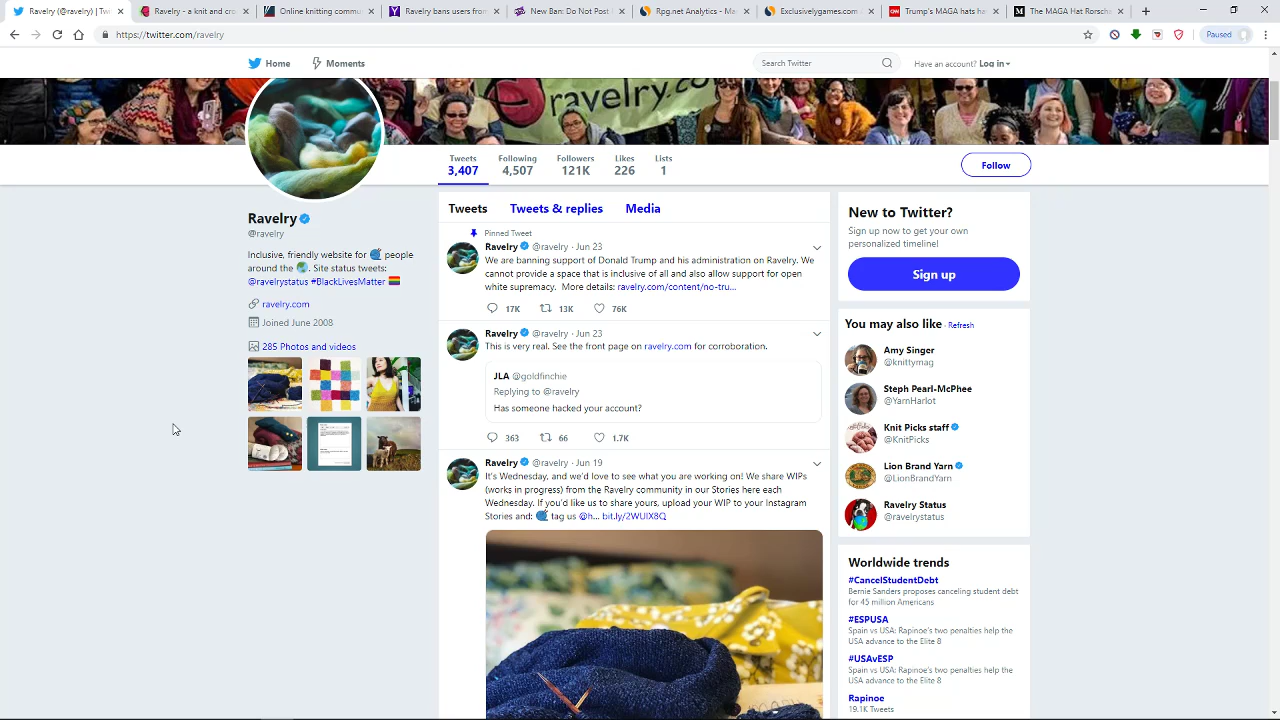 Ravelry (@ravelry) | Twi
Ravelry - a knit and cro
Online knitting commu
Ravelry bans users from
New Ban: Do Not Post I
Rpg.net Analytics - Ma
Exclusivelygames.com
Trump's MAGA hats ha
The MAGA Hat Rorscha
https://twitter.com/ravelry
Paused
Home
Moments
Search Twitter
Have an account? Log in
ravelry.co
Tweets
3,407
Following
4,507
Followers
121K
Likes
226
Lists
1
Follow
Ravelry
@ravelry
Inclusive, friendly website for people
around the . Site status tweets:
@ravelrystatus #BlackLivesMatter
ravelry.com
Joined June 2008
285 Photos and videos
Tweets
Tweets & replies
Media
Pinned Tweet
Ravelry @ravelry · Jun 23
We are banning support of Donald Trump and his administration on Ravelry. We
cannot provide a space that is inclusive of all and also allow support for open
white supremacy. More details: ravelry.com/content/no-tru...
17K
13K
76K
Ravelry @ravelry · Jun 23
This is very real. See the front page on ravelry.com for corroboration.
JLA @goldfinchie
Replying to @ravelry
Has someone hacked your account?
363
66
1.7K
Ravelry @ravelry · Jun 19
It's Wednesday, and we'd love to see what you are working on! We share WIPs
(works in progress) from the Ravelry community in our Stories here each
Wednesday. If you'd like us to share yours, upload your WIP to your Instagram
Stories and: tag us @h... bit.ly/2WUIX8Q
New to Twitter?
Sign up now to get your own
personalized timeline!
Sign up
You may also like · Refresh
Amy Singer
@knittymag
Steph Pearl-McPhee
@YarnHarlot
Knit Picks staff
@KnitPicks
Lion Brand Yarn
@LionBrandYarn
Ravelry Status
@ravelrystatus
Worldwide trends
#CancelStudentDebt
Bernie Sanders proposes canceling student debt
for 45 million Americans
#ESPUSA
Spain vs USA: Rapinoe's two penalties help the
USA advance to the Elite 8
#USAvESP
Spain vs USA: Rapinoe's two penalties help the
USA advance to the Elite 8
Rapinoe
19.1K Tweets